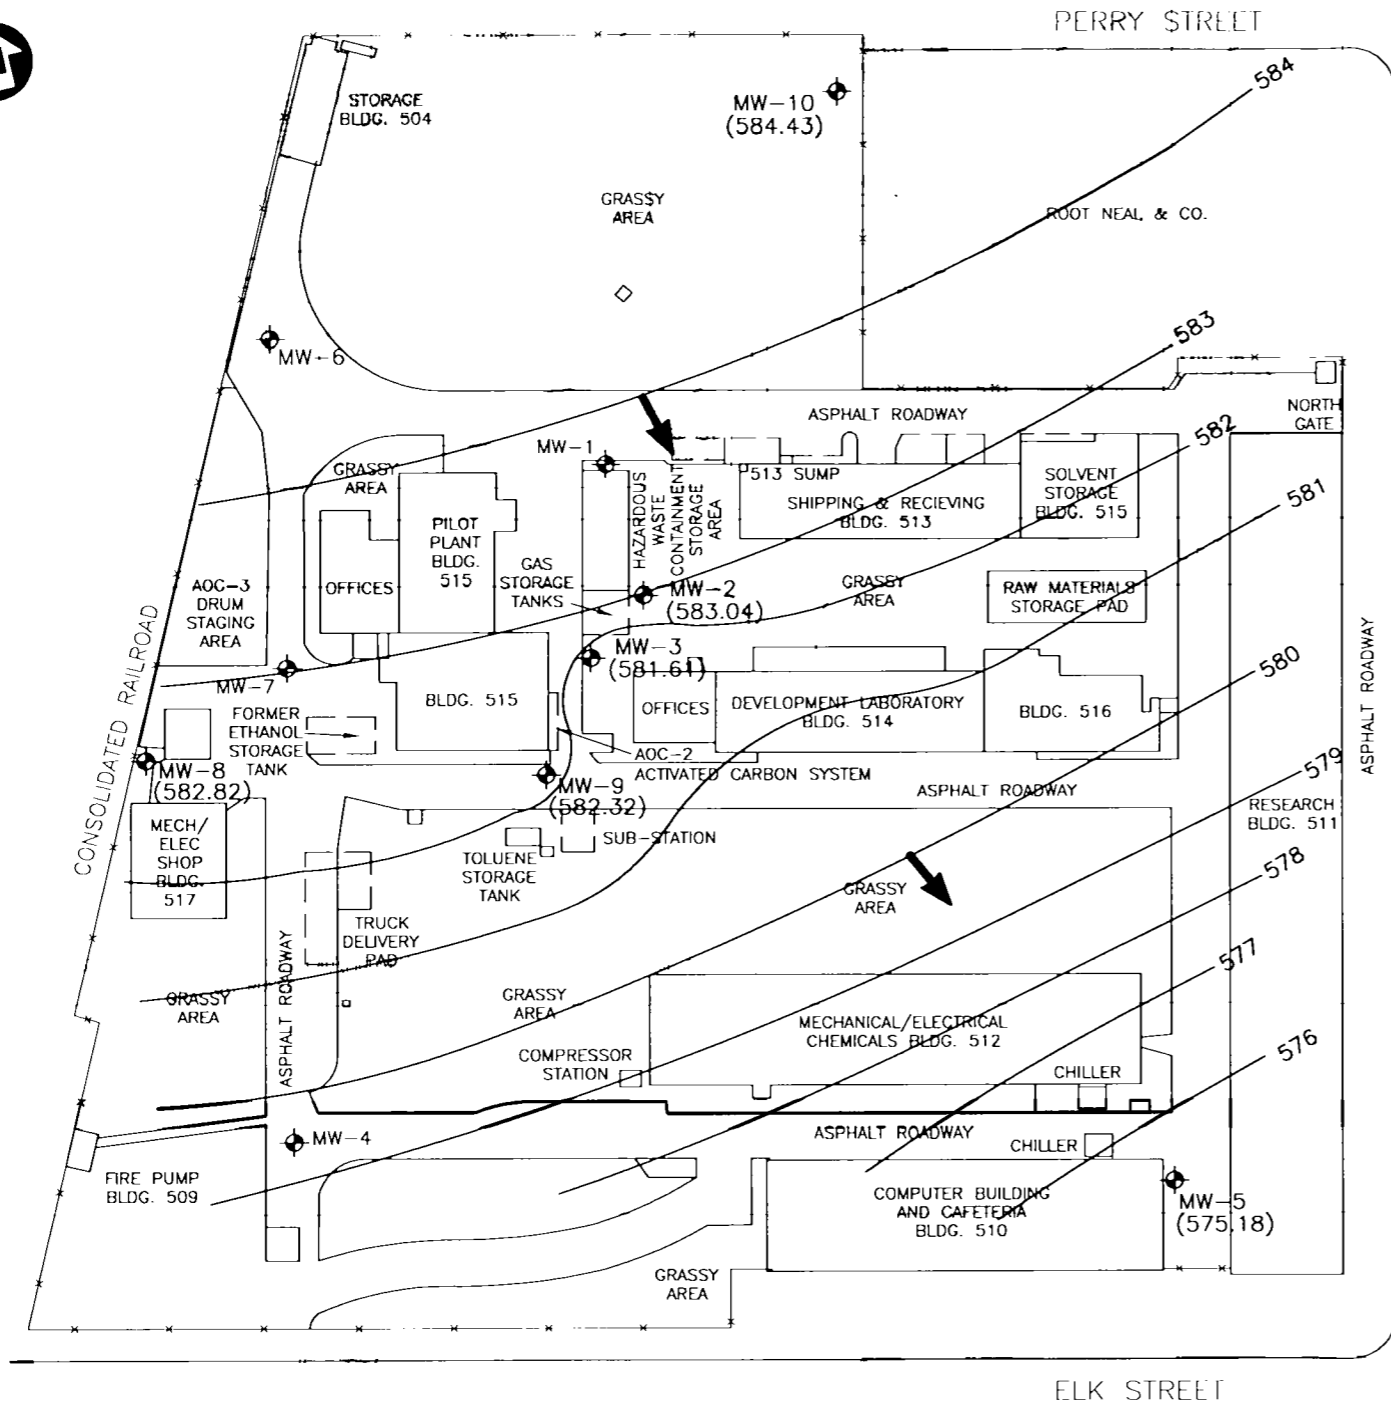 PERRY STREET
584
STORAGE
BLDG. 504
MW-10
(584.43)
GRASSY
AREA
ROOT NEAL & CO.
583
MW-6
NORTH
GATE
ASPHALT ROADWAY
582
MW-1
GRASSY
AREA
513 SUMP
SHIPPING & RECIEVING
BLDG. 513
SOLVENT
STORAGE
BLDG. 515
581
HAZARDOUS
WASTE
CONTAINMENT
STORAGE
AREA
PILOT
PLANT
BLDG.
515
GAS
STORAGE
TANKS
OFFICES
AOC-3
DRUM
STAGING
AREA
MW-2
(583.04)
GRASSY
AREA
RAW MATERIALS
STORAGE PAD
CONSOLIDATED RAILROAD
MW-3
(581.61)
580
ASPHALT ROADWAY
MW-7
BLDG. 515
OFFICES
DEVELOPMENT LABORATORY
BLDG. 514
BLDG. 516
FORMER
ETHANOL
STORAGE
TANK
AOC-2
ACTIVATED CARBON SYSTEM
MW-8
(582.82)
MW-9
(582.32)
ASPHALT ROADWAY
579
RESEARCH
BLDG. 511
MECH/
ELEC
SHOP
BLDG.
517
SUB-STATION
TOLUENE
STORAGE
TANK
578
GRASSY
AREA
TRUCK
DELIVERY
PAD
577
ASPHALT ROADWAY
GRASSY
AREA
GRASSY
AREA
MECHANICAL/ELECTRICAL
CHEMICALS BLDG. 512
576
COMPRESSOR
STATION
CHILLER
MW-4
ASPHALT ROADWAY
CHILLER
FIRE PUMP
BLDG. 509
COMPUTER BUILDING
AND CAFETERIA
BLDG. 510
MW-5
(575.18)
GRASSY
AREA
ELK STREET